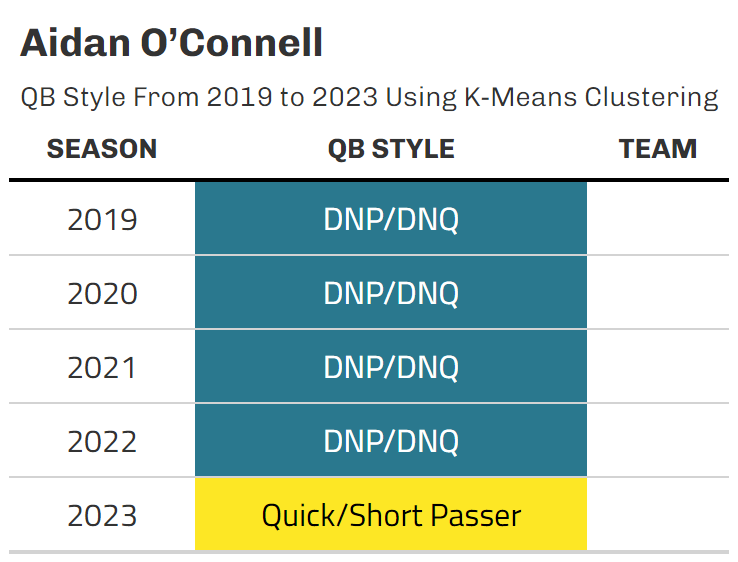 Aidan O’Connell
QB Style From 2019 to 2023 Using K-Means Clustering
SEASON QB STYLE TEAM
2019 DNP/DNQ
2020 DNP/DNQ
2021 DNP/DNQ
2022 DNP/DNQ
2023 Quick/Short Passer